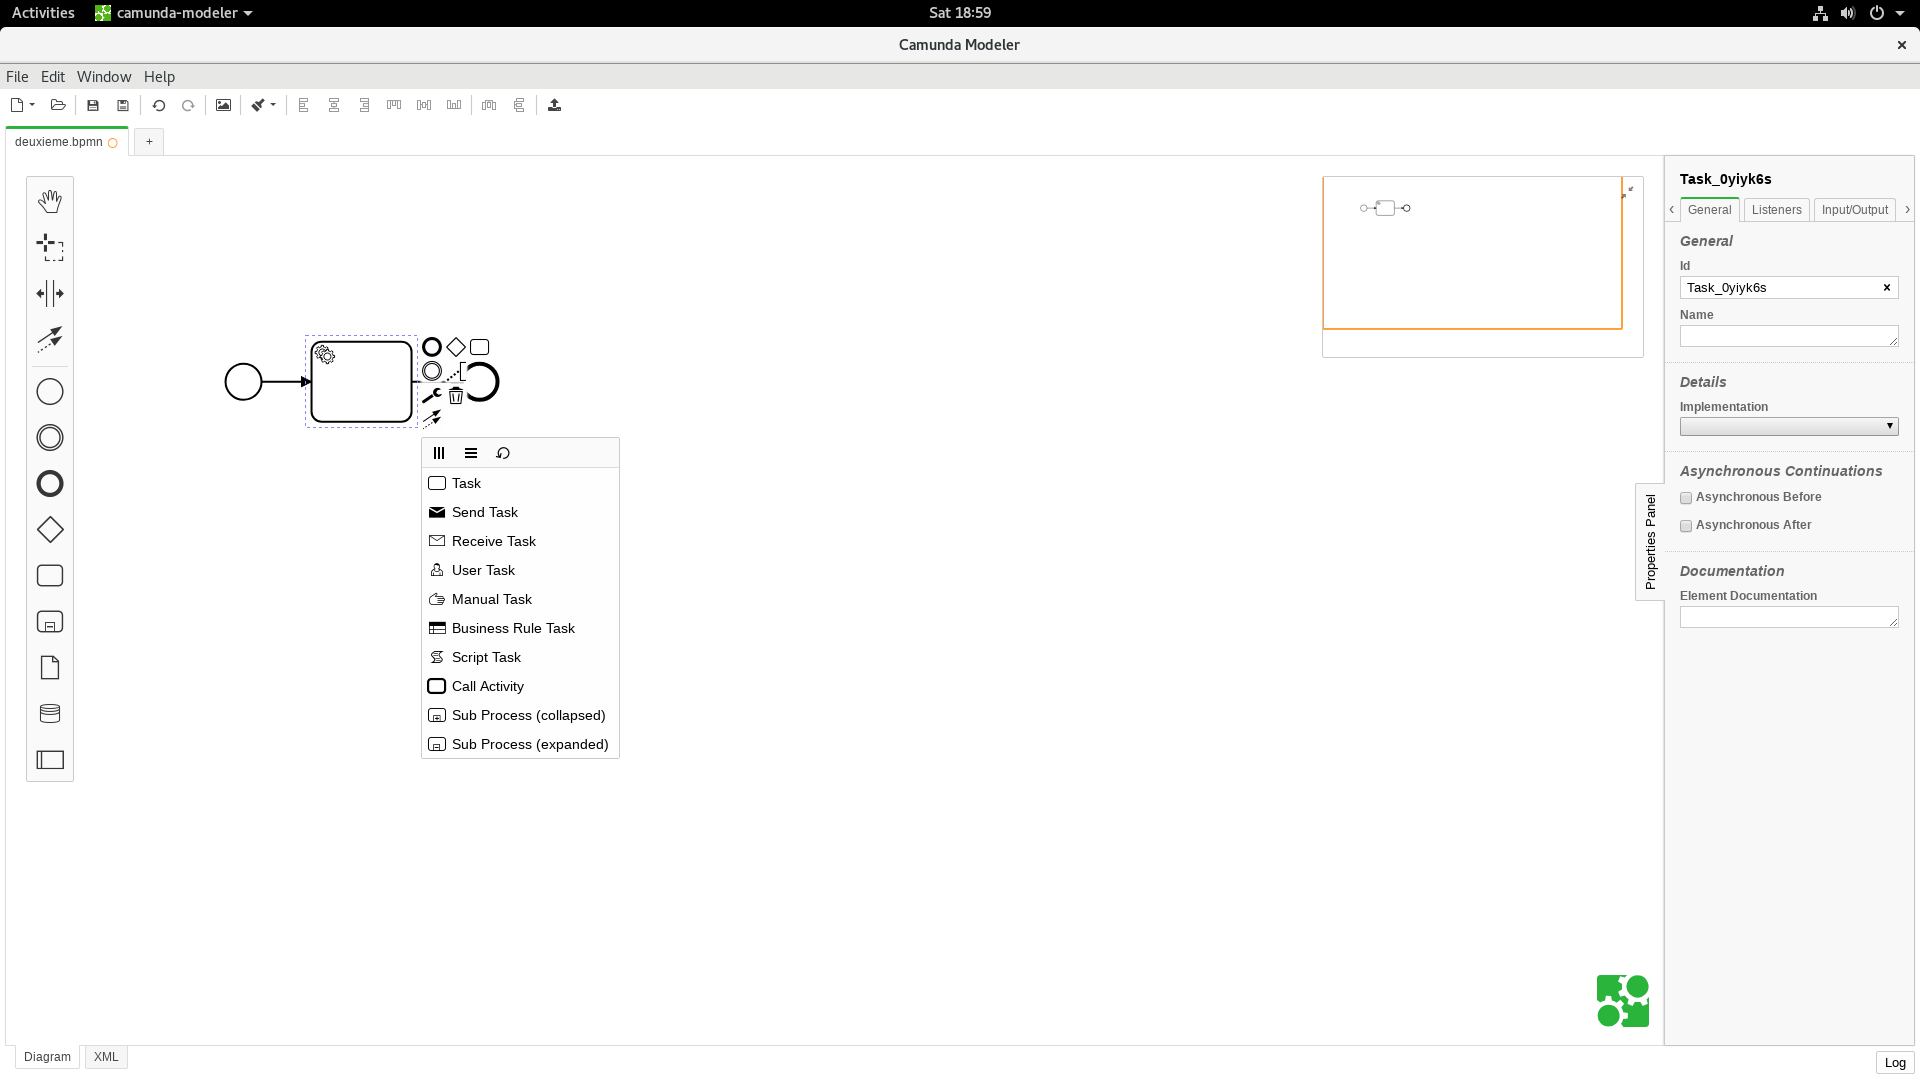 Activities camunda-modeler Sat 18:59
Camunda Modeler ×
File Edit Window Help
deuxieme.bpmn +
Task_0yiyk6s
‹ General Listeners Input/Output ›
General
Id
Task_0yiyk6s ×
Name
Details
Implementation
Asynchronous Continuations
Asynchronous Before
Asynchronous After
Documentation
Element Documentation
Properties Panel
Task
Send Task
Receive Task
User Task
Manual Task
Business Rule Task
Script Task
Call Activity
Sub Process (collapsed)
Sub Process (expanded)
Diagram XML
Log